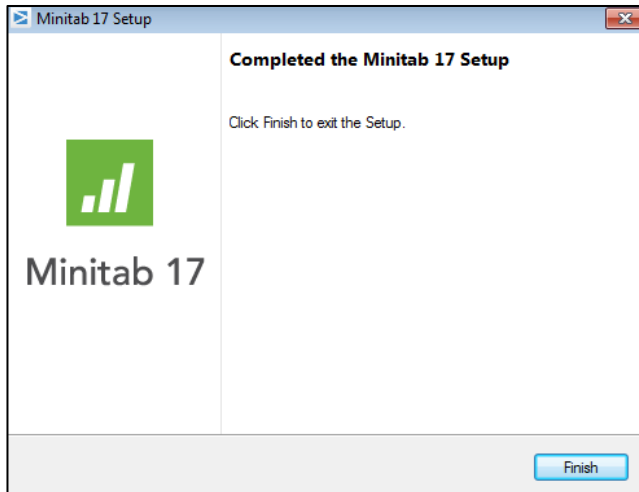 Minitab 17 Setup
Completed the Minitab 17 Setup
Click Finish to exit the Setup.
Minitab 17
Finish